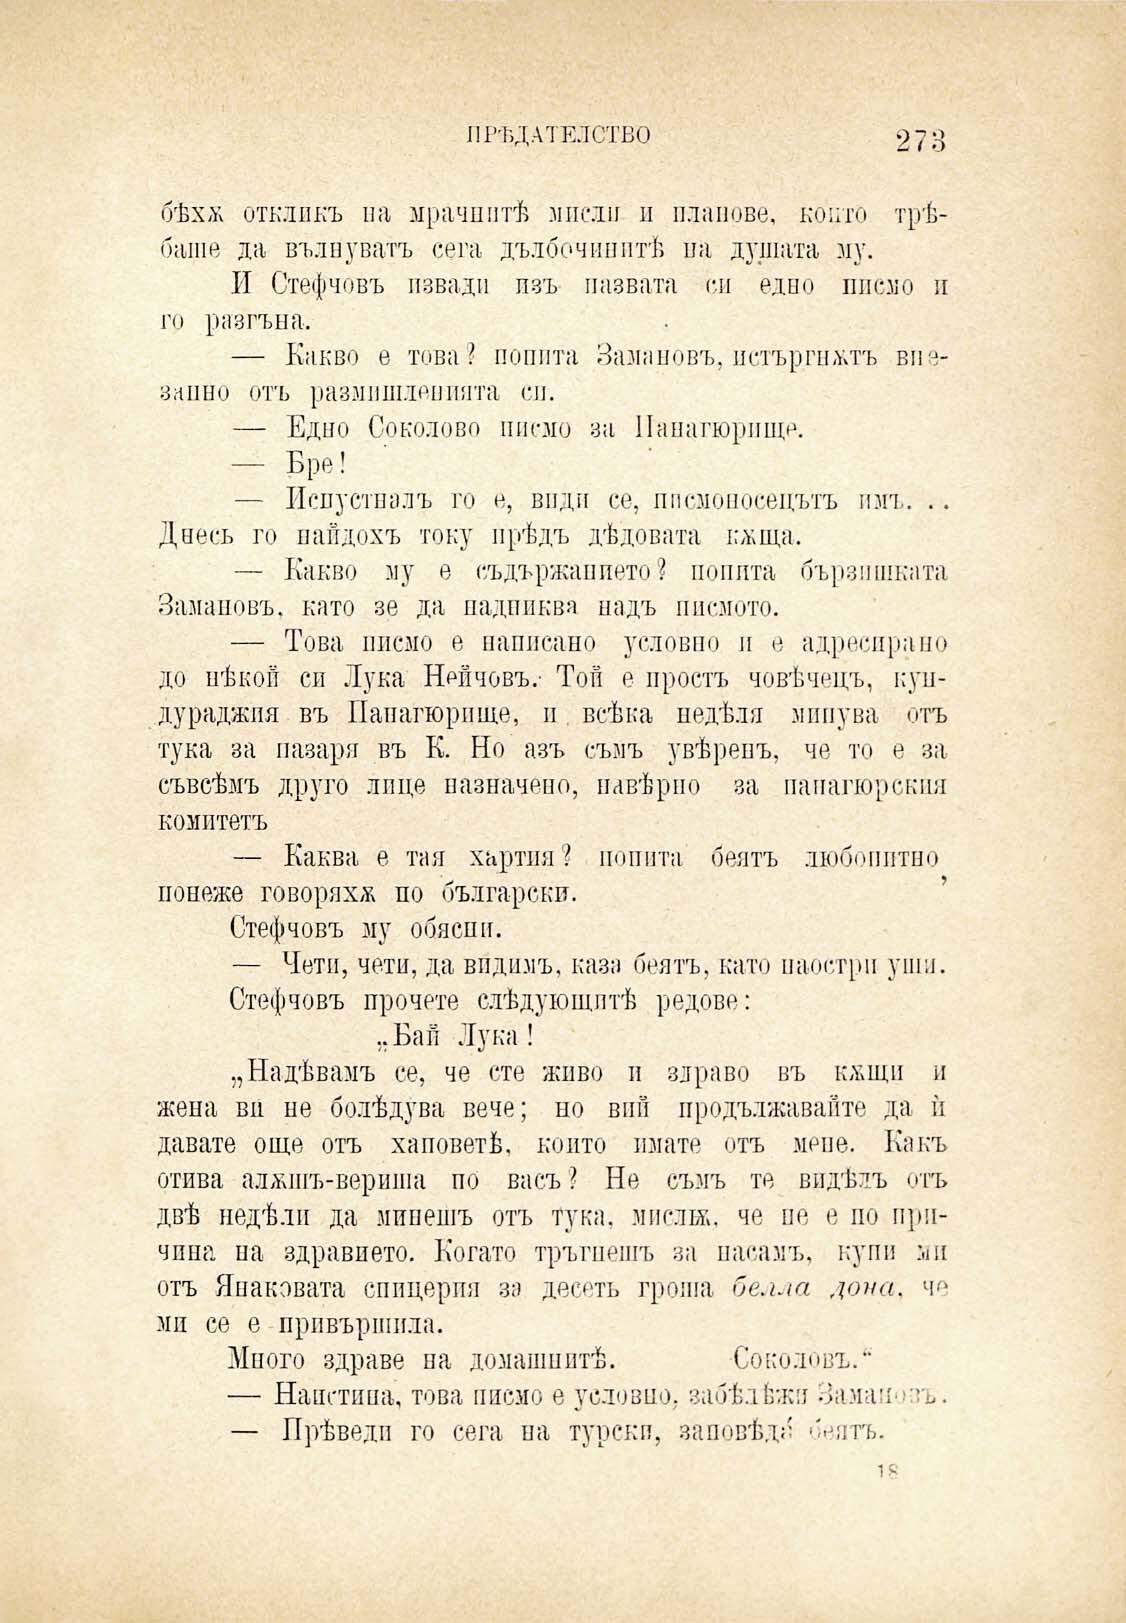 ПРѢДАТЕЛСТВО 273
бѣхѫ откликъ на мрачнитѣ мисли и планове, които трѣ-
баше да вълнуватъ сега дълбочинитѣ на душата му.
И Стефчовъ извади изъ пазвата си едно писмо и
го разгъна.
— Какво е това? попита Замановъ, истъргнѫтъ вне-
запно отъ размишленията си.
— Едно Соколово писмо за Панагюрище.
— Бре!
— Испустналъ го е, види се, писмоносецътъ имъ. ..
Днесь го найдохъ току прѣдъ дѣдовата кѫща.
— Какво му е съдържанието? попита бързишката
Замановъ, като зе да надниква надъ писмото.
— Това писмо е написано условно и е адресирано
до нѣкой си Лука Нейчовъ. Той е простъ човѣчецъ, кун-
дураджия въ Панагюрище, и всѣка недѣля минува отъ
тука за пазаря въ К. Но азъ съмъ увѣренъ, че то е за
съвсѣмъ друго лице назначено, навѣрно за панагюрския
комитетъ
— Каква е тая хартия? попита беятъ любопитно,
понеже говоряхѫ по български.
Стефчовъ му обясни.
— Чети, чети, да видимъ, каза беятъ, като наостри уши.
Стефчовъ прочете слѣдующитѣ редове:
„Бай Лука!
„Надѣвамъ се, че сте живо и здраво въ кѫщи и
жена ви не болѣдува вече; но вий продължавайте да ѝ
давате още отъ хаповетѣ, които имате отъ мене. Какъ
отива алѫшъ-вериша по васъ? Не съмъ те видѣлъ отъ
двѣ недѣли да минешъ отъ тука, мислѭ, че не е по при-
чина на здравието. Когато тръгнешъ за насамъ, купи ми
отъ Янаковата спицерия за десеть гроша белла дона, че
ми се е привършила.
Много здраве на домашнитѣ. Соколовъ.“
— Наистина, това писмо е условно, забѣлѣжи Замановъ.
— Прѣведи го сега на турски, заповѣда беятъ.
18